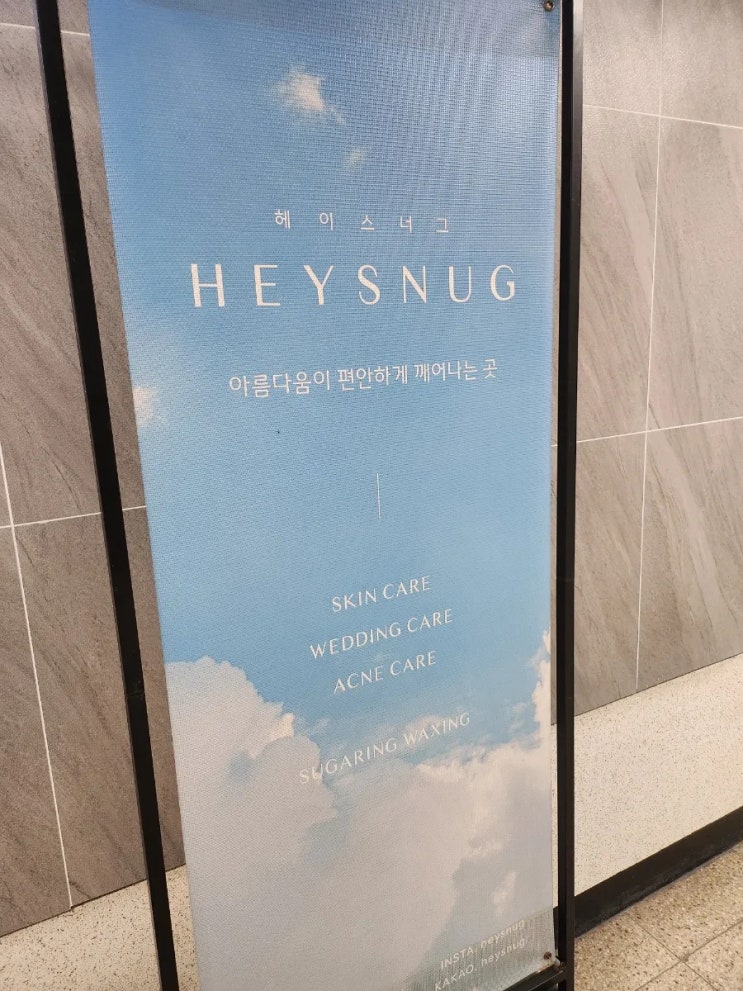 헤이스너그
HEYSNUG
아름다움이 편안하게 깨어나는 곳
SKIN CARE
WEDDING CARE
ACNE CARE
SUGARING WAXING
INSTA. heysnug
KAKAO. heysnug